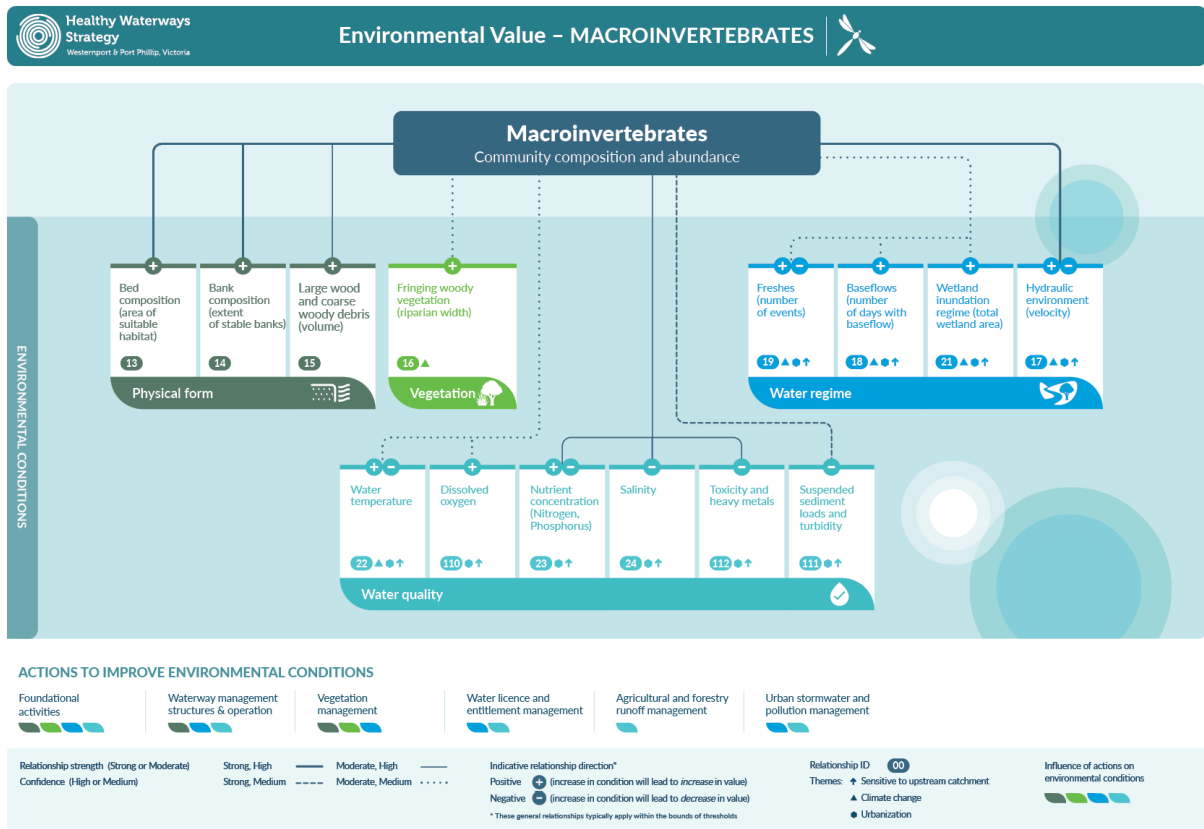 Healthy Waterways
Strategy
Westernport & Port Phillip, Victoria
Environmental Value – MACROINVERTEBRATES
Macroinvertebrates
Community composition and abundance
ENVIRONMENTAL CONDITIONS
Bed
composition
(area of
suitable
habitat)
13
Bank
composition
(extent
of stable banks)
14
Large wood
and coarse
woody debris
(volume)
15
Physical form
Fringing woody
vegetation
(riparian width)
16
Vegetation
Freshes
(number
of events)
19
Baseflows
(number
of days with
baseflow)
18
Wetland
inundation
regime (total
wetland area)
21
Hydraulic
environment
(velocity)
17
Water regime
Water
temperature
22
Dissolved
oxygen
110
Nutrient
concentration
(Nitrogen,
Phosphorus)
23
Salinity
24
Toxicity and
heavy metals
112
Suspended
sediment
loads and
turbidity
111
Water quality
ACTIONS TO IMPROVE ENVIRONMENTAL CONDITIONS
Foundational
activities
Waterway management
structures & operation
Vegetation
management
Water licence and
entitlement management
Agricultural and forestry
runoff management
Urban stormwater and
pollution management
Relationship strength (Strong or Moderate)
Confidence (High or Medium)
Strong, High
Moderate, High
Strong, Medium
Moderate, Medium
Indicative relationship direction*
Positive + (increase in condition will lead to increase in value)
Negative − (increase in condition will lead to decrease in value)
* These general relationships typically apply within the bounds of thresholds
Relationship ID 00
Themes: Sensitive to upstream catchment
Climate change
Urbanization
Influence of actions on
environmental conditions